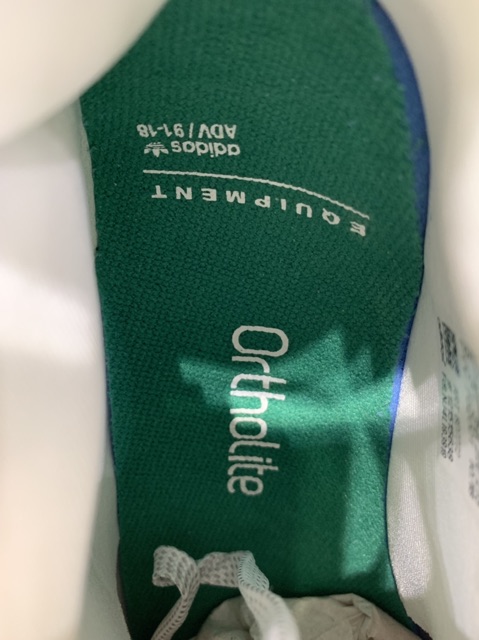 EQUIPMENT
adidas
ADV / 91-18
Ortholite